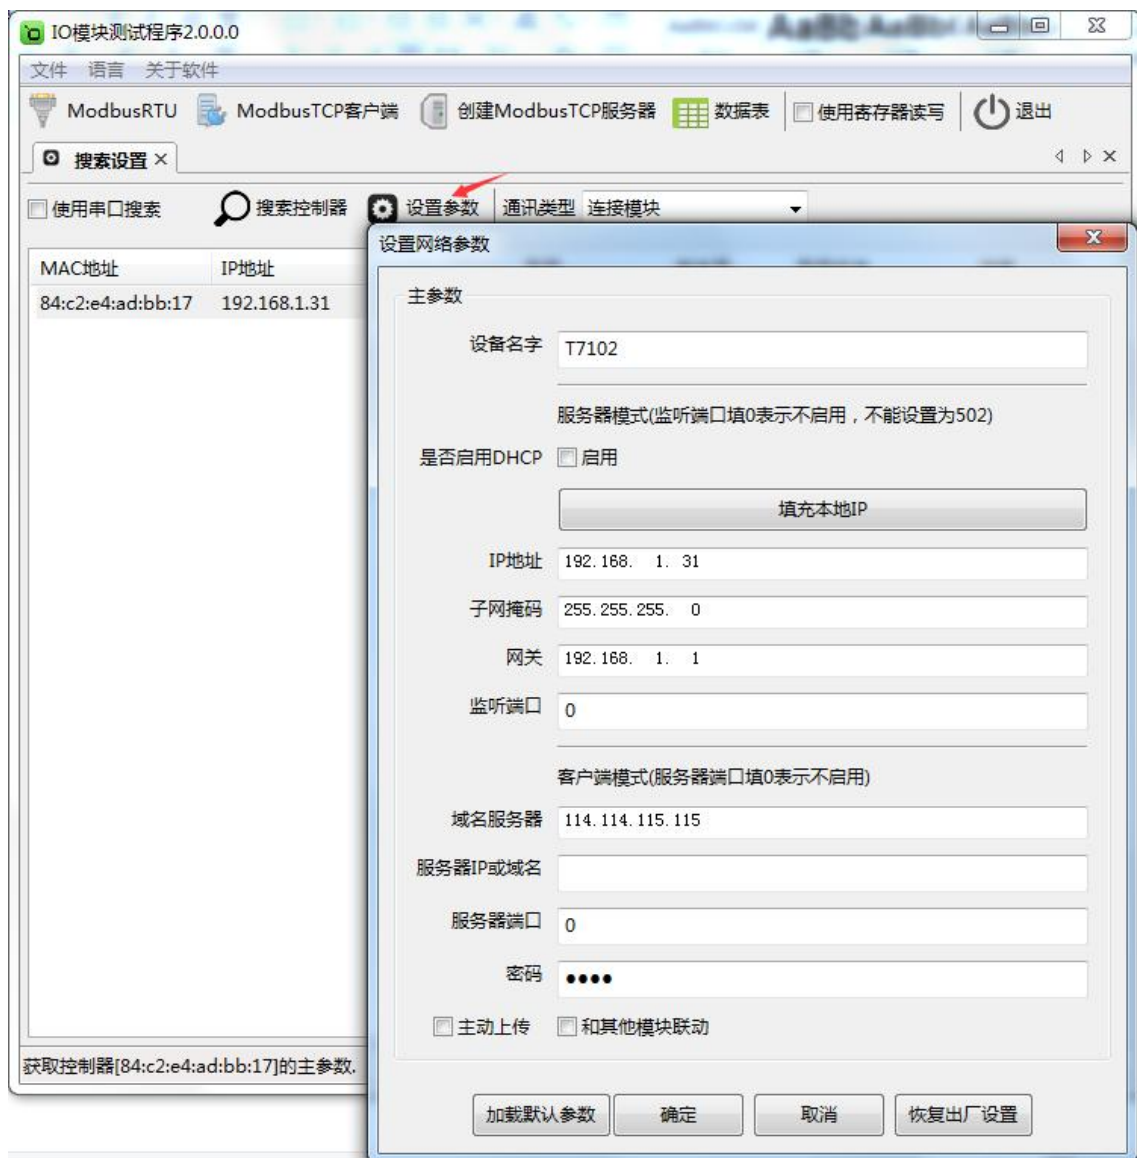 IO模块测试程序2.0.0.0
文件 语言 关于软件
ModbusRTU ModbusTCP客户端 创建ModbusTCP服务器 数据表 使用寄存器读写 退出
搜索设置
使用串口搜索 搜索控制器 设置参数 通讯类型 连接模块
设置网络参数
MAC地址 IP地址
84:c2:e4:ad:bb:17 192.168.1.31
主参数
设备名字 T7102
服务器模式(监听端口填0表示不启用，不能设置为502)
是否启用DHCP 启用
填充本地IP
IP地址 192.168. 1. 31
子网掩码 255.255.255. 0
网关 192.168. 1. 1
监听端口 0
客户端模式(服务器端口填0表示不启用)
域名服务器 114.114.115.115
服务器IP或域名
服务器端口 0
密码 ●●●●
主动上传 和其他模块联动
获取控制器[84:c2:e4:ad:bb:17]的主参数.
加载默认参数 确定 取消 恢复出厂设置